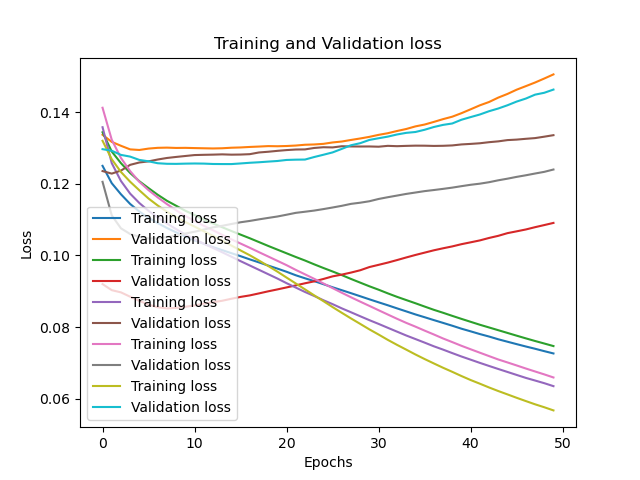 Training and Validation loss
Loss
0.14
0.12
0.10
0.08
0.06
Training loss
Validation loss
Training loss
Validation loss
Training loss
Validation loss
Training loss
Validation loss
Training loss
Validation loss
0 10 20 30 40 50
Epochs